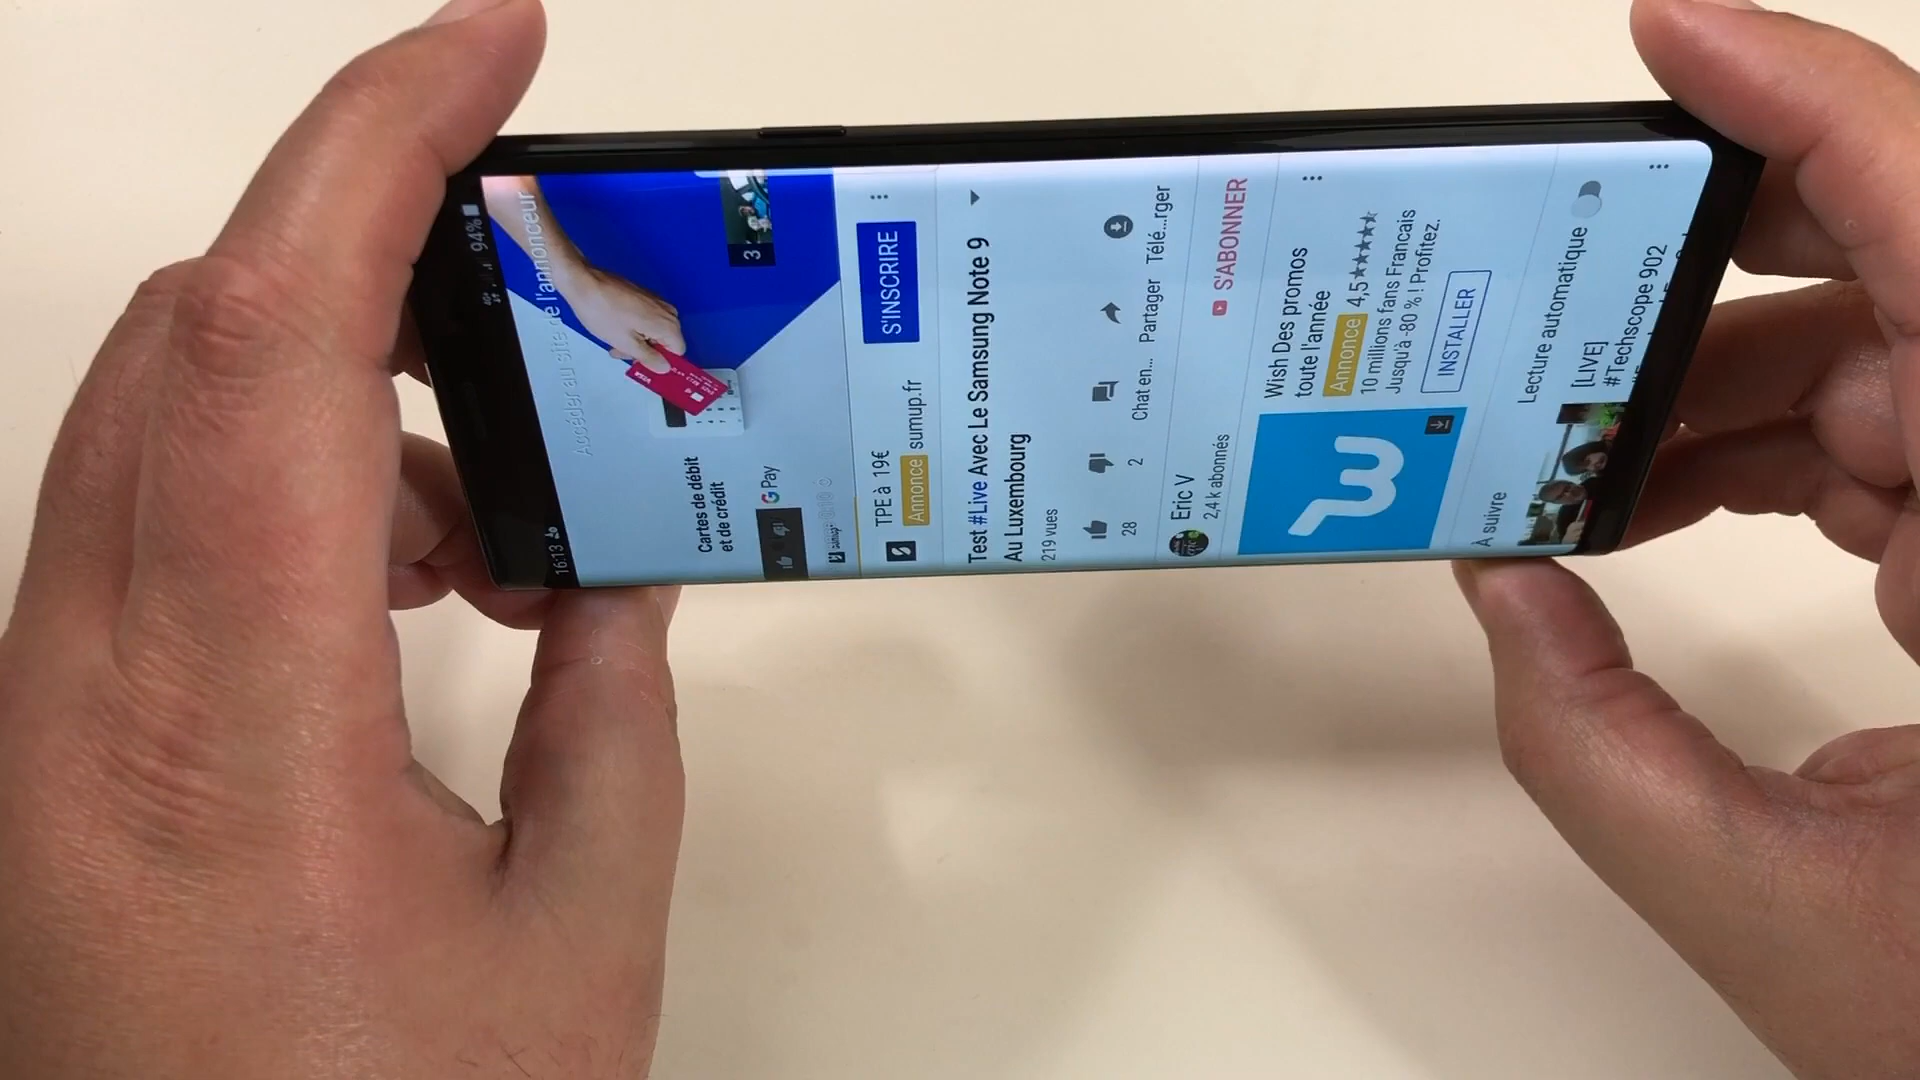 16:13
94%
Accéder au site de l'annonceur
VISA
3
Cartes de débit
et de crédit
G Pay
sumup
TPE à 19€
Annonce sumup.fr
S'INSCRIRE
Test #Live Avec Le Samsung Note 9
Au Luxembourg
219 vues
28
2
Chat en...
Partager
Télé...rger
Eric V
2,4 k abonnés
S'ABONNER
Wish Des promos
toute l'année
Annonce 4,5★★★★★
10 millions fans Francais
Jusqu'à -80 % ! Profitez.
INSTALLER
À suivre
Lecture automatique
[LIVE]
#Techscope 902